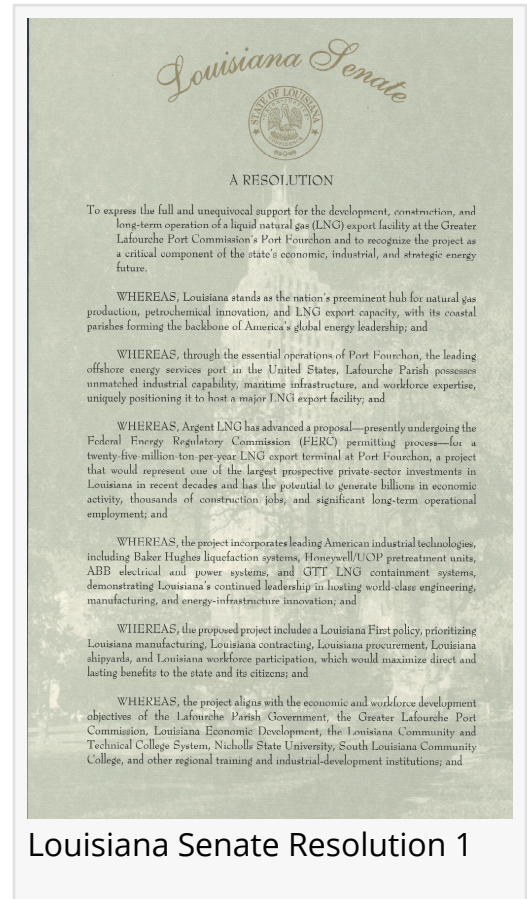 Louisiana Senate
STATE OF LOUISIANA
A RESOLUTION
To express the full and unequivocal support for the development, construction, and
long-term operation of a liquid natural gas (LNG) export facility at the Greater
Lafourche Port Commission's Port Fourchon and to recognize the project as
a critical component of the state's economic, industrial, and strategic energy
future.
WHEREAS, Louisiana stands as the nation's preeminent hub for natural gas
production, petrochemical innovation, and LNG export capacity, with its coastal
parishes forming the backbone of America's global energy leadership; and
WHEREAS, through the essential operations of Port Fourchon, the leading
offshore energy services port in the United States, Lafourche Parish possesses
unmatched industrial capability, maritime infrastructure, and workforce expertise,
uniquely positioning it to host a major LNG export facility; and
WHEREAS, Argent LNG has advanced a proposal—presently undergoing the
Federal Energy Regulatory Commission (FERC) permitting process—for a
twenty-five-million-ton-per-year LNG export terminal at Port Fourchon, a project
that would represent one of the largest prospective private-sector investments in
Louisiana in recent decades and has the potential to generate billions in economic
activity, thousands of construction jobs, and significant long-term operational
employment; and
WHEREAS, the project incorporates leading American industrial technologies,
including Baker Hughes liquefaction systems, Honeywell/UOP pretreatment units,
ABB electrical and power systems, and GTT LNG containment systems,
demonstrating Louisiana's continued leadership in hosting world-class engineering,
manufacturing, and energy-infrastructure innovation; and
WHEREAS, the proposed project includes a Louisiana First policy, prioritizing
Louisiana manufacturing, Louisiana contracting, Louisiana procurement, Louisiana
shipyards, and Louisiana workforce participation, which would maximize direct and
lasting benefits to the state and its citizens; and
WHEREAS, the project aligns with the economic and workforce development
objectives of the Lafourche Parish Government, the Greater Lafourche Port
Commission, Louisiana Economic Development, the Louisiana Community and
Technical College System, Nicholls State University, South Louisiana Community
College, and other regional training and industrial-development institutions; and
Louisiana Senate Resolution 1